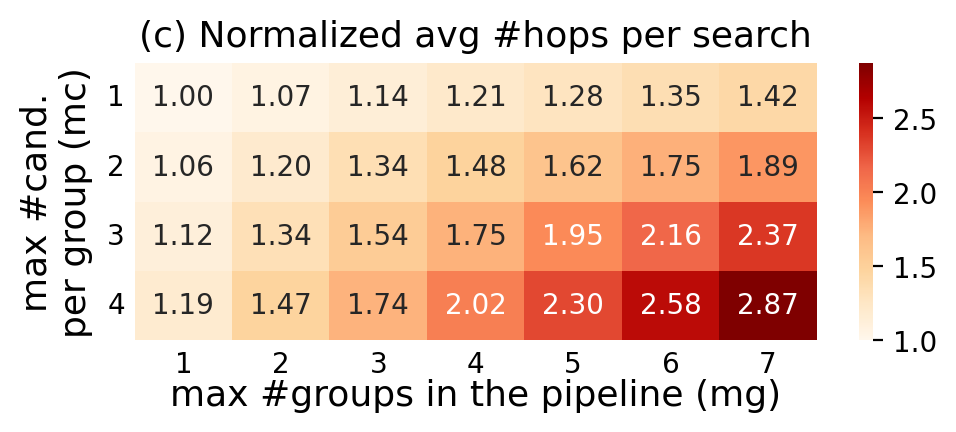 (c) Normalized avg #hops per search
max #cand.
per group (mc)
1 1.00 1.07 1.14 1.21 1.28 1.35 1.42
2 1.06 1.20 1.34 1.48 1.62 1.75 1.89
3 1.12 1.34 1.54 1.75 1.95 2.16 2.37
4 1.19 1.47 1.74 2.02 2.30 2.58 2.87
1 2 3 4 5 6 7
max #groups in the pipeline (mg)
2.5
2.0
1.5
1.0